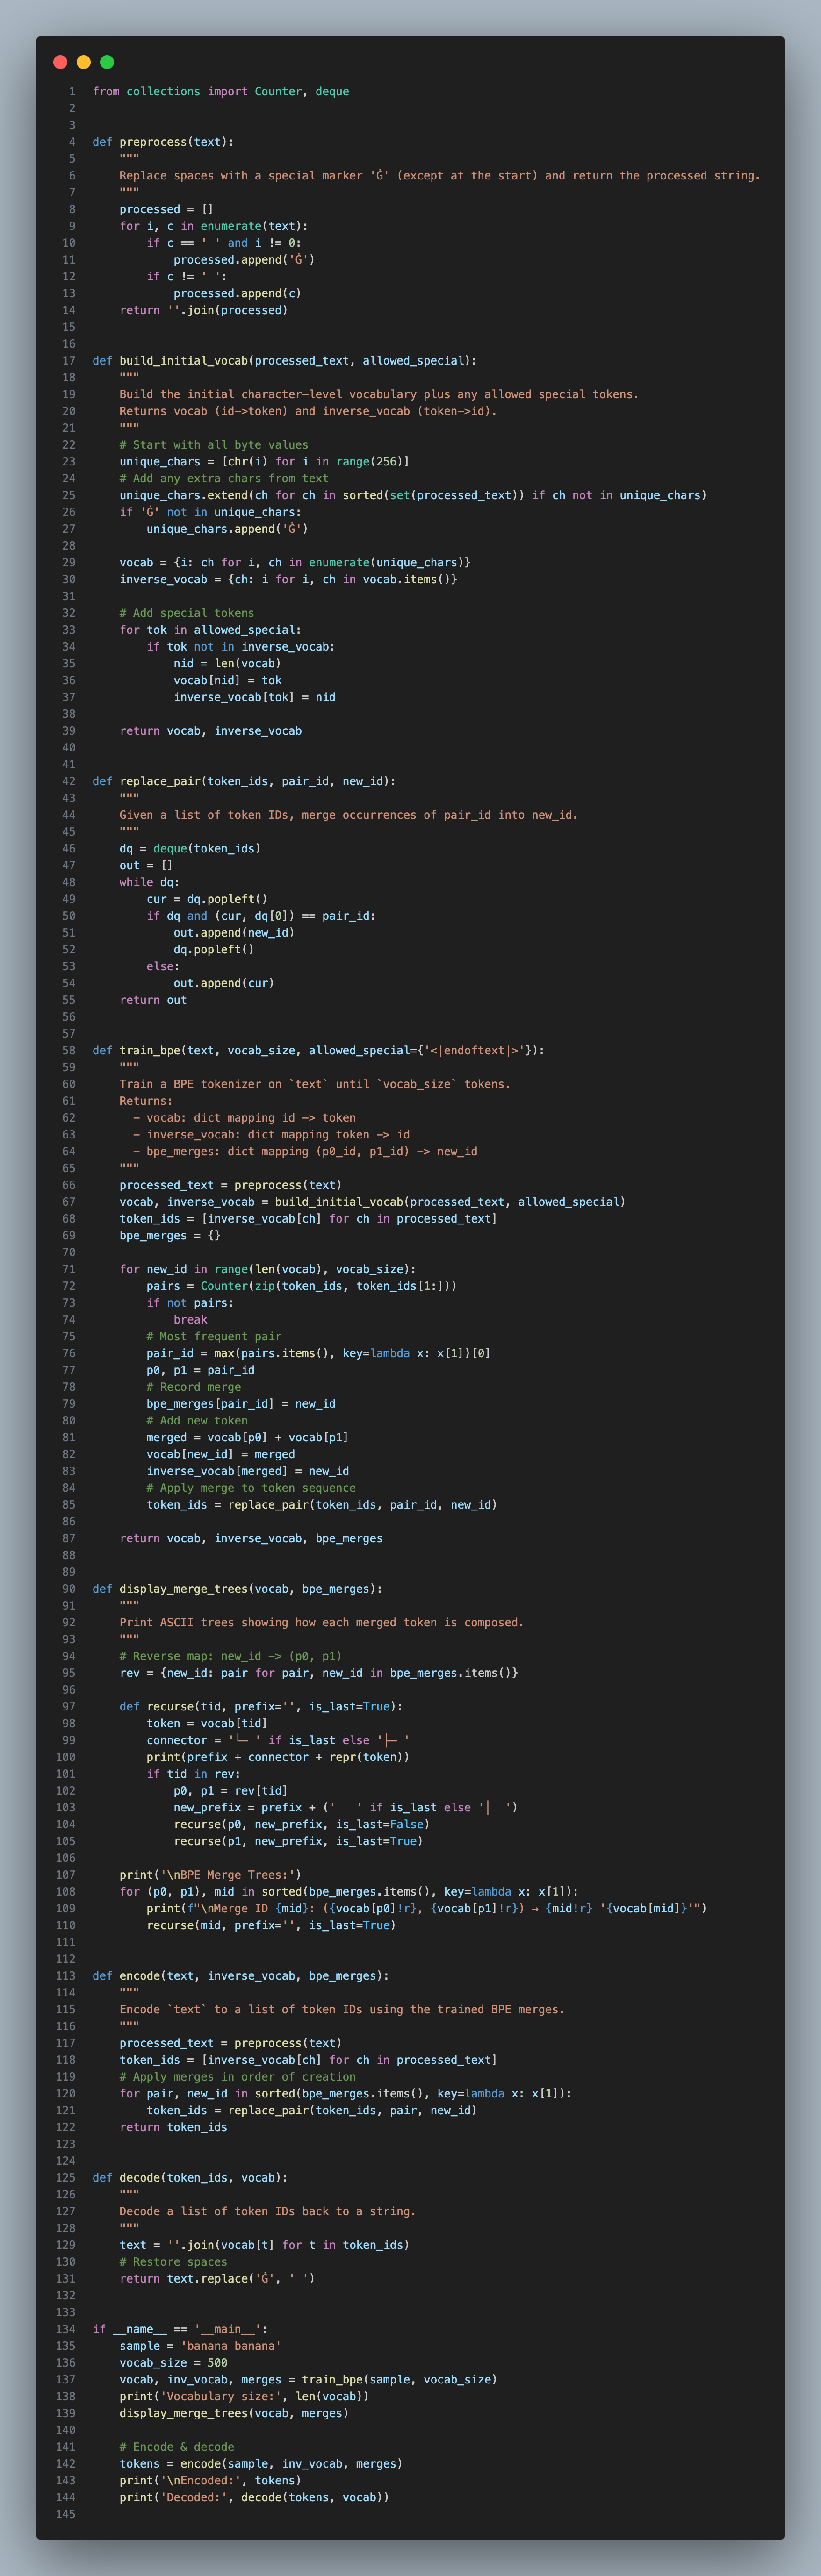 1 from collections import Counter, deque
2
3
4 def preprocess(text):
5     """
6     Replace spaces with a special marker 'Ġ' (except at the start) and return the processed string.
7     """
8     processed = []
9     for i, c in enumerate(text):
10         if c == ' ' and i != 0:
11             processed.append('Ġ')
12         if c != ' ':
13             processed.append(c)
14     return ''.join(processed)
15
16
17 def build_initial_vocab(processed_text, allowed_special):
18     """
19     Build the initial character-level vocabulary plus any allowed special tokens.
20     Returns vocab (id->token) and inverse_vocab (token->id).
21     """
22     # Start with all byte values
23     unique_chars = [chr(i) for i in range(256)]
24     # Add any extra chars from text
25     unique_chars.extend(ch for ch in sorted(set(processed_text)) if ch not in unique_chars)
26     if 'Ġ' not in unique_chars:
27         unique_chars.append('Ġ')
28
29     vocab = {i: ch for i, ch in enumerate(unique_chars)}
30     inverse_vocab = {ch: i for i, ch in vocab.items()}
31
32     # Add special tokens
33     for tok in allowed_special:
34         if tok not in inverse_vocab:
35             nid = len(vocab)
36             vocab[nid] = tok
37             inverse_vocab[tok] = nid
38
39     return vocab, inverse_vocab
40
41
42 def replace_pair(token_ids, pair_id, new_id):
43     """
44     Given a list of token IDs, merge occurrences of pair_id into new_id.
45     """
46     dq = deque(token_ids)
47     out = []
48     while dq:
49         cur = dq.popleft()
50         if dq and (cur, dq[0]) == pair_id:
51             out.append(new_id)
52             dq.popleft()
53         else:
54             out.append(cur)
55     return out
56
57
58 def train_bpe(text, vocab_size, allowed_special={'<|endoftext|>'}):
59     """
60     Train a BPE tokenizer on `text` until `vocab_size` tokens.
61     Returns:
62       - vocab: dict mapping id -> token
63       - inverse_vocab: dict mapping token -> id
64       - bpe_merges: dict mapping (p0_id, p1_id) -> new_id
65     """
66     processed_text = preprocess(text)
67     vocab, inverse_vocab = build_initial_vocab(processed_text, allowed_special)
68     token_ids = [inverse_vocab[ch] for ch in processed_text]
69     bpe_merges = {}
70
71     for new_id in range(len(vocab), vocab_size):
72         pairs = Counter(zip(token_ids, token_ids[1:]))
73         if not pairs:
74             break
75         # Most frequent pair
76         pair_id = max(pairs.items(), key=lambda x: x[1])[0]
77         p0, p1 = pair_id
78         # Record merge
79         bpe_merges[pair_id] = new_id
80         # Add new token
81         merged = vocab[p0] + vocab[p1]
82         vocab[new_id] = merged
83         inverse_vocab[merged] = new_id
84         # Apply merge to token sequence
85         token_ids = replace_pair(token_ids, pair_id, new_id)
86
87     return vocab, inverse_vocab, bpe_merges
88
89
90 def display_merge_trees(vocab, bpe_merges):
91     """
92     Print ASCII trees showing how each merged token is composed.
93     """
94     # Reverse map: new_id -> (p0, p1)
95     rev = {new_id: pair for pair, new_id in bpe_merges.items()}
96
97     def recurse(tid, prefix='', is_last=True):
98         token = vocab[tid]
99         connector = '└─ ' if is_last else '├─ '
100         print(prefix + connector + repr(token))
101         if tid in rev:
102             p0, p1 = rev[tid]
103             new_prefix = prefix + ('   ' if is_last else '│  ')
104             recurse(p0, new_prefix, is_last=False)
105             recurse(p1, new_prefix, is_last=True)
106
107     print('\nBPE Merge Trees:')
108     for (p0, p1), mid in sorted(bpe_merges.items(), key=lambda x: x[1]):
109         print(f"\nMerge ID {mid}: ({vocab[p0]!r}, {vocab[p1]!r}) → {mid!r} '{vocab[mid]}'")
110         recurse(mid, prefix='', is_last=True)
111
112
113 def encode(text, inverse_vocab, bpe_merges):
114     """
115     Encode `text` to a list of token IDs using the trained BPE merges.
116     """
117     processed_text = preprocess(text)
118     token_ids = [inverse_vocab[ch] for ch in processed_text]
119     # Apply merges in order of creation
120     for pair, new_id in sorted(bpe_merges.items(), key=lambda x: x[1]):
121         token_ids = replace_pair(token_ids, pair, new_id)
122     return token_ids
123
124
125 def decode(token_ids, vocab):
126     """
127     Decode a list of token IDs back to a string.
128     """
129     text = ''.join(vocab[t] for t in token_ids)
130     # Restore spaces
131     return text.replace('Ġ', ' ')
132
133
134 if __name__ == '__main__':
135     sample = 'banana banana'
136     vocab_size = 500
137     vocab, inv_vocab, merges = train_bpe(sample, vocab_size)
138     print('Vocabulary size:', len(vocab))
139     display_merge_trees(vocab, merges)
140
141     # Encode & decode
142     tokens = encode(sample, inv_vocab, merges)
143     print('\nEncoded:', tokens)
144     print('Decoded:', decode(tokens, vocab))
145